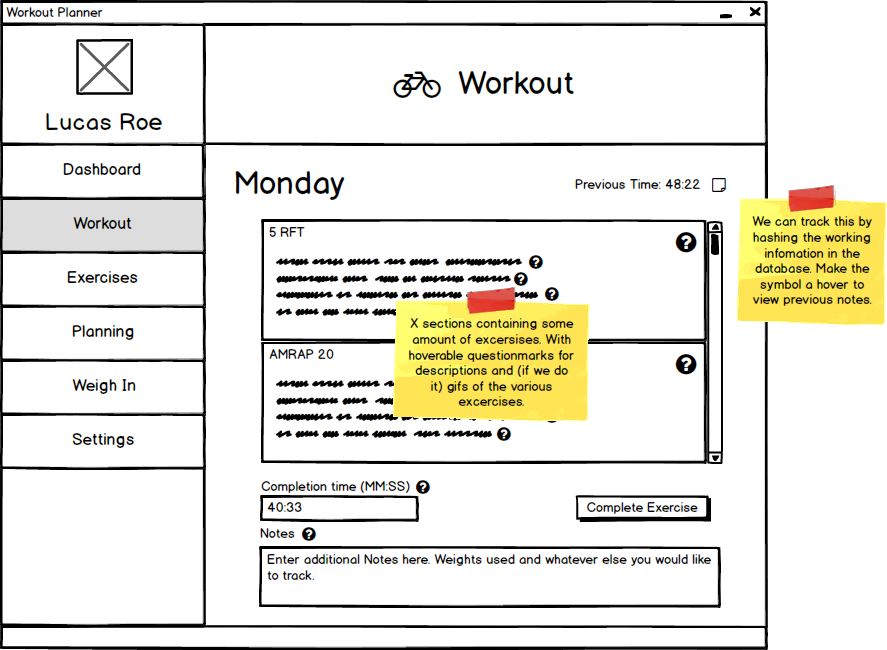 Workout Planner
Lucas Roe
Workout
Dashboard
Workout
Exercises
Planning
Weigh In
Settings
Monday
Previous Time: 48:22
5 RFT
?
?
?
?
AMRAP 20
?
?
X sections containing some
amount of excersises. With
hoverable questionmarks for
descriptions and (if we do
it) gifs of the various
excercises.
We can track this by
hashing the working
infomation in the
database. Make the
symbol a hover to
view previous notes.
Completion time (MM:SS) ?
40:33
Complete Exercise
Notes ?
Enter additional Notes here. Weights used and whatever else you would like
to track.